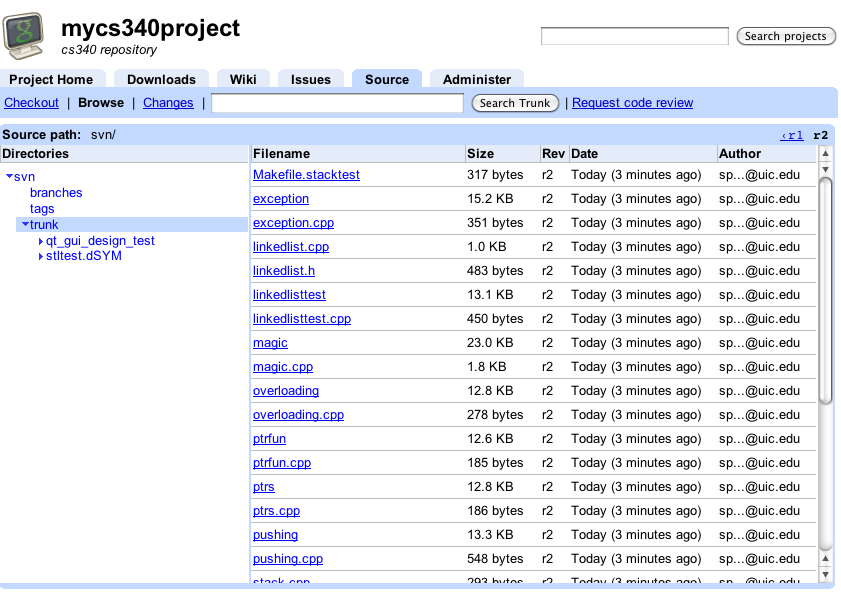 mycs340project
cs340 repository
Search projects
Project Home Downloads Wiki Issues Source Administer
Checkout | Browse | Changes | Search Trunk | Request code review
Source path: svn/ ‹r1 r2
Directories Filename Size Rev Date Author
svn
branches
tags
trunk
qt_gui_design_test
stltest.dSYM
Makefile.stacktest 317 bytes r2 Today (3 minutes ago) sp...@uic.edu
exception 15.2 KB r2 Today (3 minutes ago) sp...@uic.edu
exception.cpp 351 bytes r2 Today (3 minutes ago) sp...@uic.edu
linkedlist.cpp 1.0 KB r2 Today (3 minutes ago) sp...@uic.edu
linkedlist.h 483 bytes r2 Today (3 minutes ago) sp...@uic.edu
linkedlisttest 13.1 KB r2 Today (3 minutes ago) sp...@uic.edu
linkedlisttest.cpp 450 bytes r2 Today (3 minutes ago) sp...@uic.edu
magic 23.0 KB r2 Today (3 minutes ago) sp...@uic.edu
magic.cpp 1.8 KB r2 Today (3 minutes ago) sp...@uic.edu
overloading 12.8 KB r2 Today (3 minutes ago) sp...@uic.edu
overloading.cpp 278 bytes r2 Today (3 minutes ago) sp...@uic.edu
ptrfun 12.6 KB r2 Today (3 minutes ago) sp...@uic.edu
ptrfun.cpp 185 bytes r2 Today (3 minutes ago) sp...@uic.edu
ptrs 12.8 KB r2 Today (3 minutes ago) sp...@uic.edu
ptrs.cpp 186 bytes r2 Today (3 minutes ago) sp...@uic.edu
pushing 13.3 KB r2 Today (3 minutes ago) sp...@uic.edu
pushing.cpp 548 bytes r2 Today (3 minutes ago) sp...@uic.edu
stack.cpp 293 bytes r2 Today (3 minutes ago) sp...@uic.edu